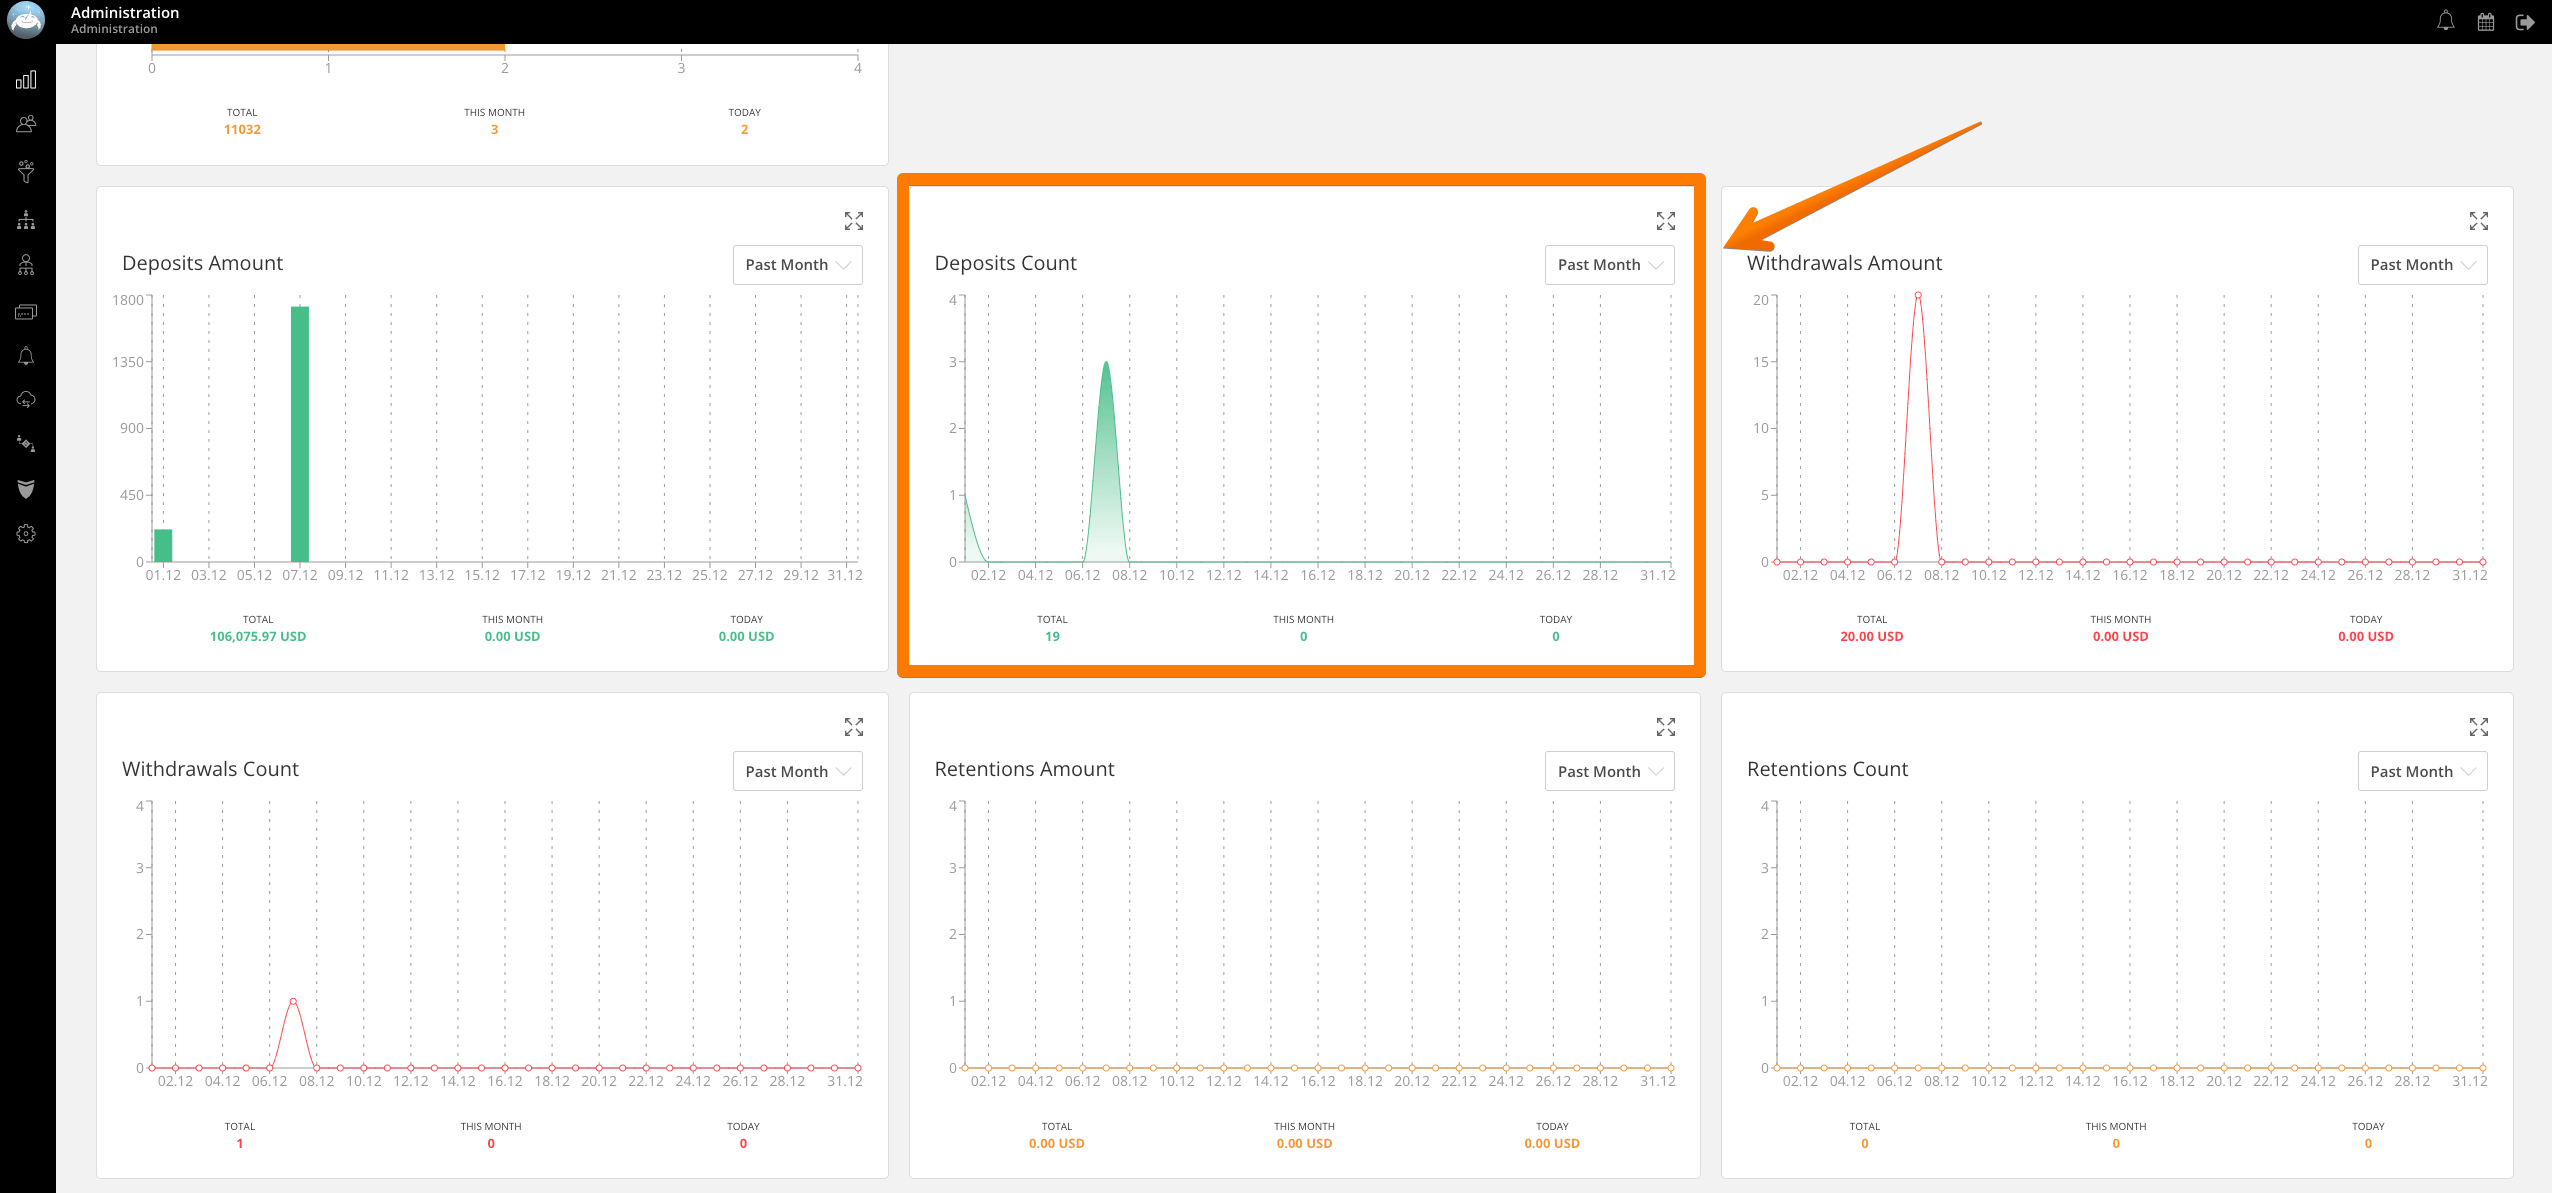 Administration
Administration
0 1 2 3 4
TOTAL THIS MONTH TODAY
11032 3 2
Deposits Amount
Past Month
1800
1350
900
450
0
01.12 03.12 05.12 07.12 09.12 11.12 13.12 15.12 17.12 19.12 21.12 23.12 25.12 27.12 29.12 31.12
TOTAL THIS MONTH TODAY
106,075.97 USD 0.00 USD 0.00 USD
Deposits Count
Past Month
4
3
2
1
0
02.12 04.12 06.12 08.12 10.12 12.12 14.12 16.12 18.12 20.12 22.12 24.12 26.12 28.12 31.12
TOTAL THIS MONTH TODAY
19 0 0
Withdrawals Amount
Past Month
20
15
10
5
0
02.12 04.12 06.12 08.12 10.12 12.12 14.12 16.12 18.12 20.12 22.12 24.12 26.12 28.12 31.12
TOTAL THIS MONTH TODAY
20.00 USD 0.00 USD 0.00 USD
Withdrawals Count
Past Month
4
3
2
1
0
02.12 04.12 06.12 08.12 10.12 12.12 14.12 16.12 18.12 20.12 22.12 24.12 26.12 28.12 31.12
TOTAL THIS MONTH TODAY
1 0 0
Retentions Amount
Past Month
4
3
2
1
0
02.12 04.12 06.12 08.12 10.12 12.12 14.12 16.12 18.12 20.12 22.12 24.12 26.12 28.12 31.12
TOTAL THIS MONTH TODAY
0.00 USD 0.00 USD 0.00 USD
Retentions Count
Past Month
4
3
2
1
0
02.12 04.12 06.12 08.12 10.12 12.12 14.12 16.12 18.12 20.12 22.12 24.12 26.12 28.12 31.12
TOTAL THIS MONTH TODAY
0 0 0